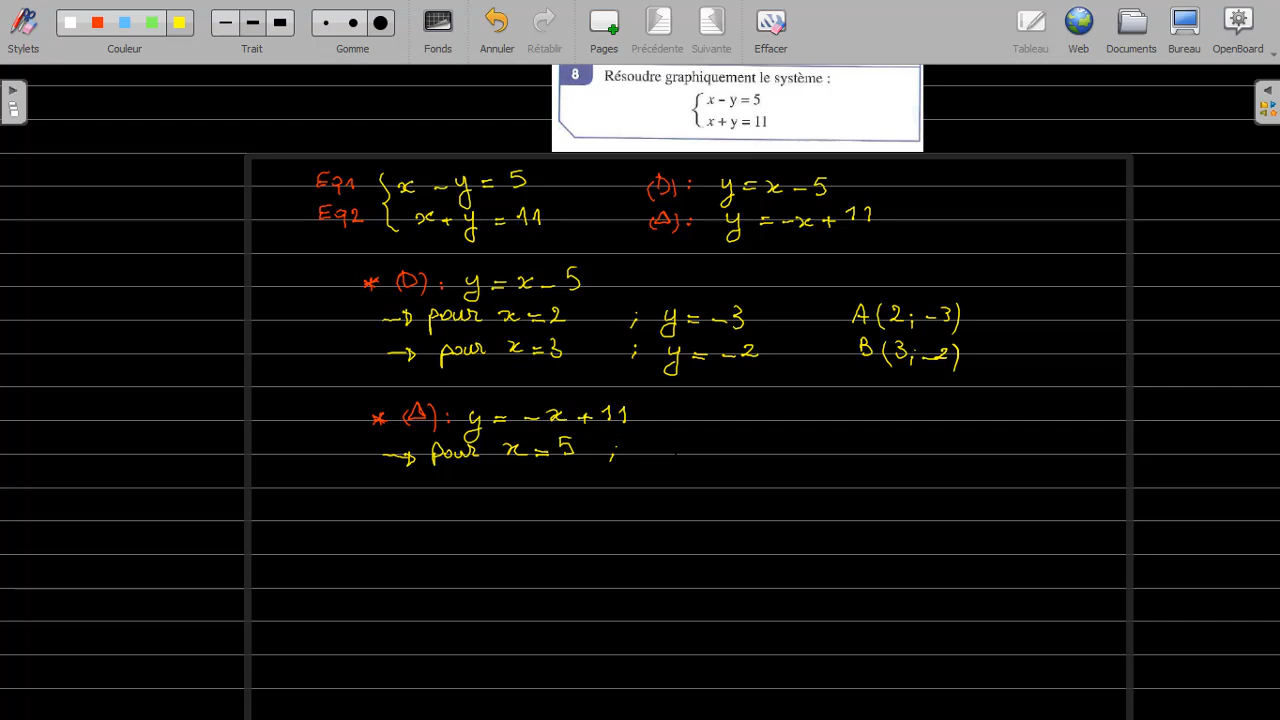 Stylets Couleur Trait Gomme Fonds Annuler Rétablir Pages Précédente Suivante Effacer Tableau Web Documents Bureau OpenBoard
8 Résoudre graphiquement le système :
x – y = 5
x + y = 11
Eq1 x - y = 5 (D): y = x - 5
Eq2 x + y = 11 (Δ): y = -x + 11
* (D): y = x - 5
→ pour x = 2 ; y = -3 A(2; -3)
→ pour x = 3 ; y = -2 B(3; -2)
* (Δ): y = -x + 11
→ pour x = 5 ;